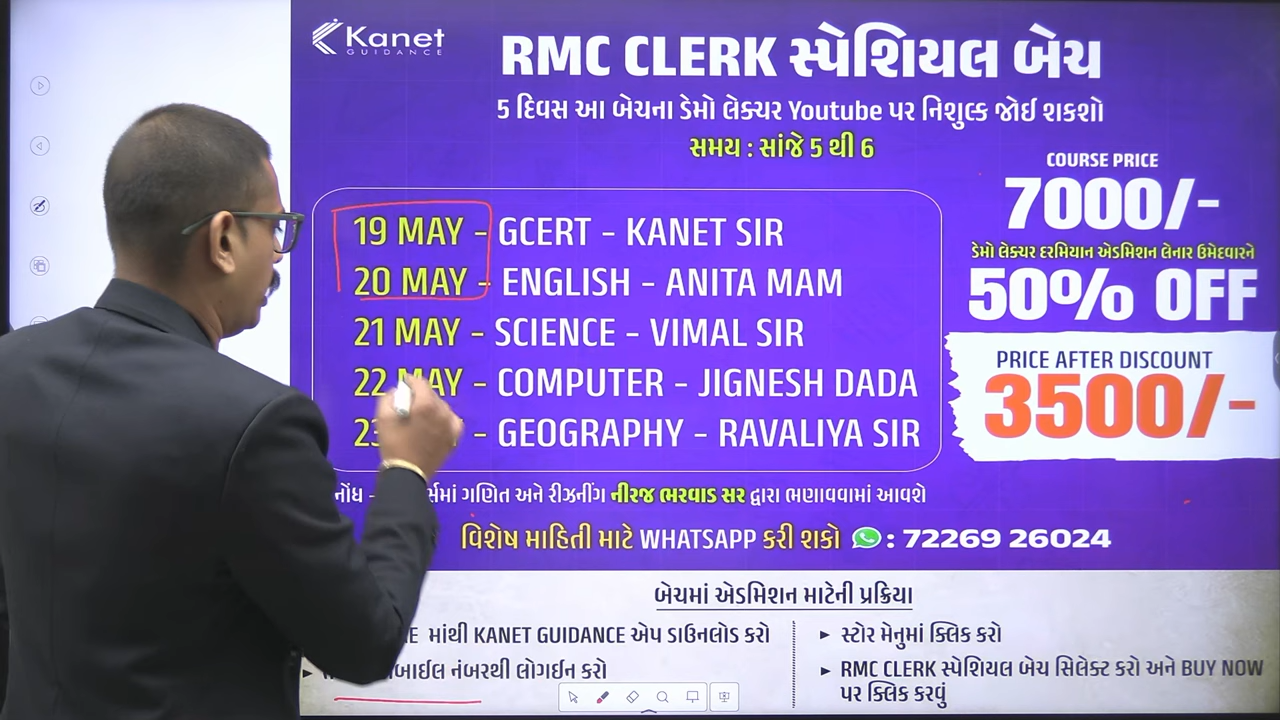 Kanet
GUIDANCE
RMC CLERK સ્પેશિયલ બેચ
5 દિવસ આ બેચના ડેમો લેક્ચર Youtube પર નિશુલ્ક જોઈ શકશો
સમય : સાંજે 5 થી 6
19 MAY - GCERT - KANET SIR
20 MAY - ENGLISH - ANITA MAM
21 MAY - SCIENCE - VIMAL SIR
22 MAY - COMPUTER - JIGNESH DADA
- GEOGRAPHY - RAVALIYA SIR
COURSE PRICE
7000/-
ડેમો લેક્ચર દરમિયાન એડમિશન લેનાર ઉમેદવારને
50% OFF
PRICE AFTER DISCOUNT
3500/-
નોંધ - ગણિત અને રીઝનીંગ નીરજ ભરવાડ સર દ્વારા ભણાવવામાં આવશે
વિશેષ માહિતી માટે WHATSAPP કરી શકો : 72269 26024
બેચમાં એડમિશન માટેની પ્રક્રિયા
માંથી KANET GUIDANCE એપ ડાઉનલોડ કરો
નંબરથી લોગઈન કરો
▸ સ્ટોર મેનુમાં ક્લિક કરો
▸ RMC CLERK સ્પેશિયલ બેચ સિલેક્ટ કરો અને BUY NOW
પર ક્લિક કરવું